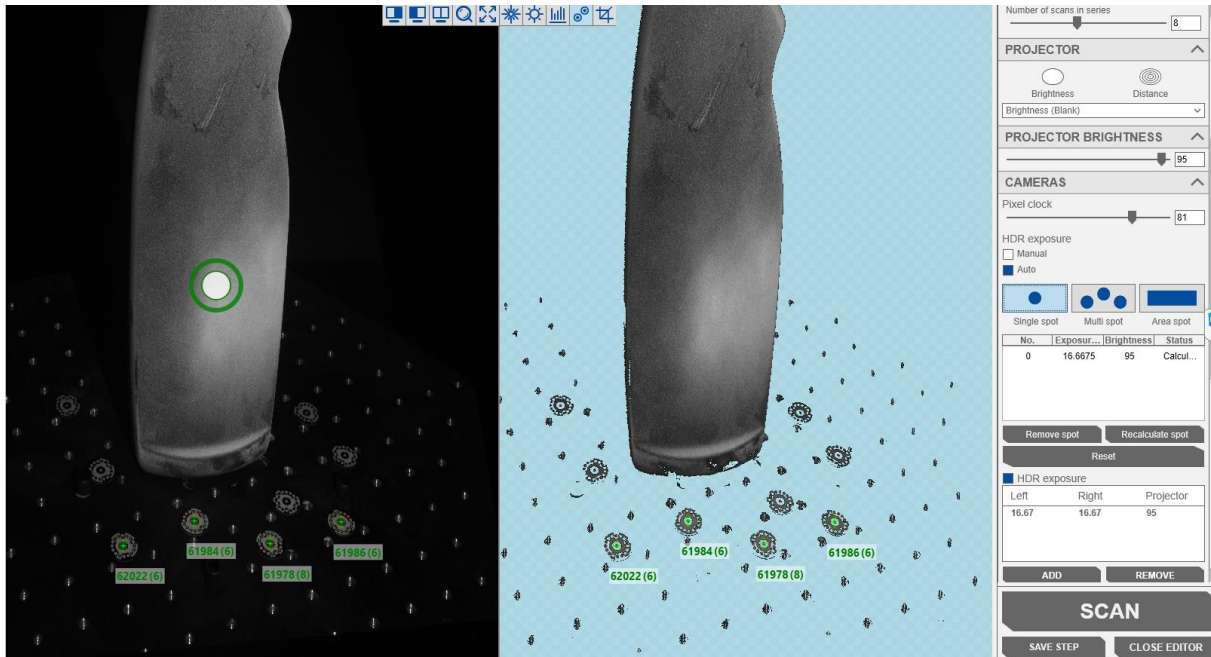 Number of scans in series
8
PROJECTOR
Brightness
Distance
Brightness (Blank)
PROJECTOR BRIGHTNESS
95
CAMERAS
Pixel clock
81
HDR exposure
Manual
Auto
Single spot
Multi spot
Area spot
No. Exposur... Brightness Status
0 16.6675 95 Calcul...
Remove spot
Recalculate spot
Reset
HDR exposure
Left Right Projector
16.67 16.67 95
ADD
REMOVE
SCAN
SAVE STEP
CLOSE EDITOR
61984 (6)
61986 (6)
62022 (6)
61978 (8)
61984 (6)
61986 (6)
62022 (6)
61978 (8)